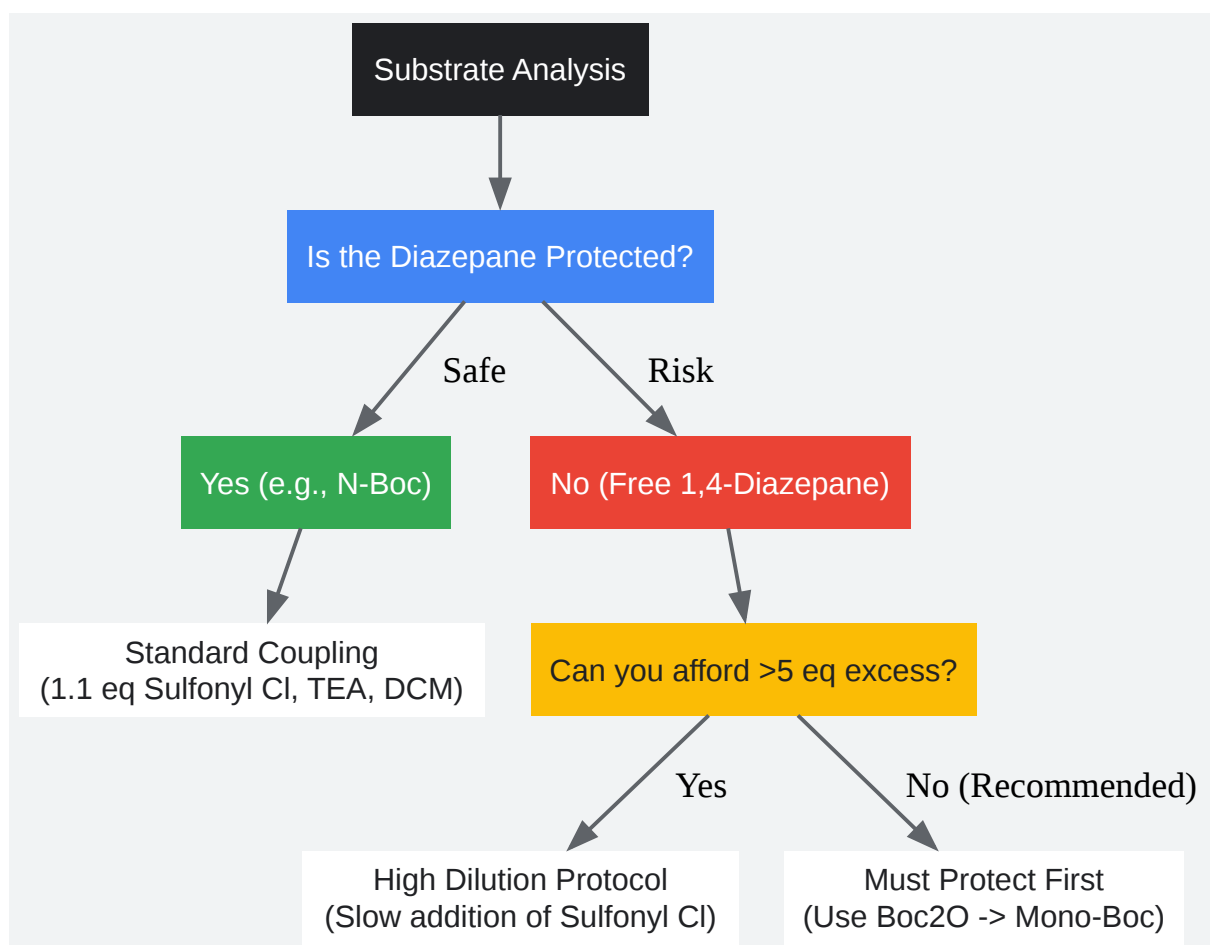 Substrate Analysis
Is the Diazepane Protected?
Safe
Risk
Yes (e.g., N-Boc)
No (Free 1,4-Diazepane)
Standard Coupling
(1.1 eq Sulfonyl Cl, TEA, DCM)
Can you afford >5 eq excess?
Yes
No (Recommended)
High Dilution Protocol
(Slow addition of Sulfonyl Cl)
Must Protect First
(Use Boc2O -> Mono-Boc)